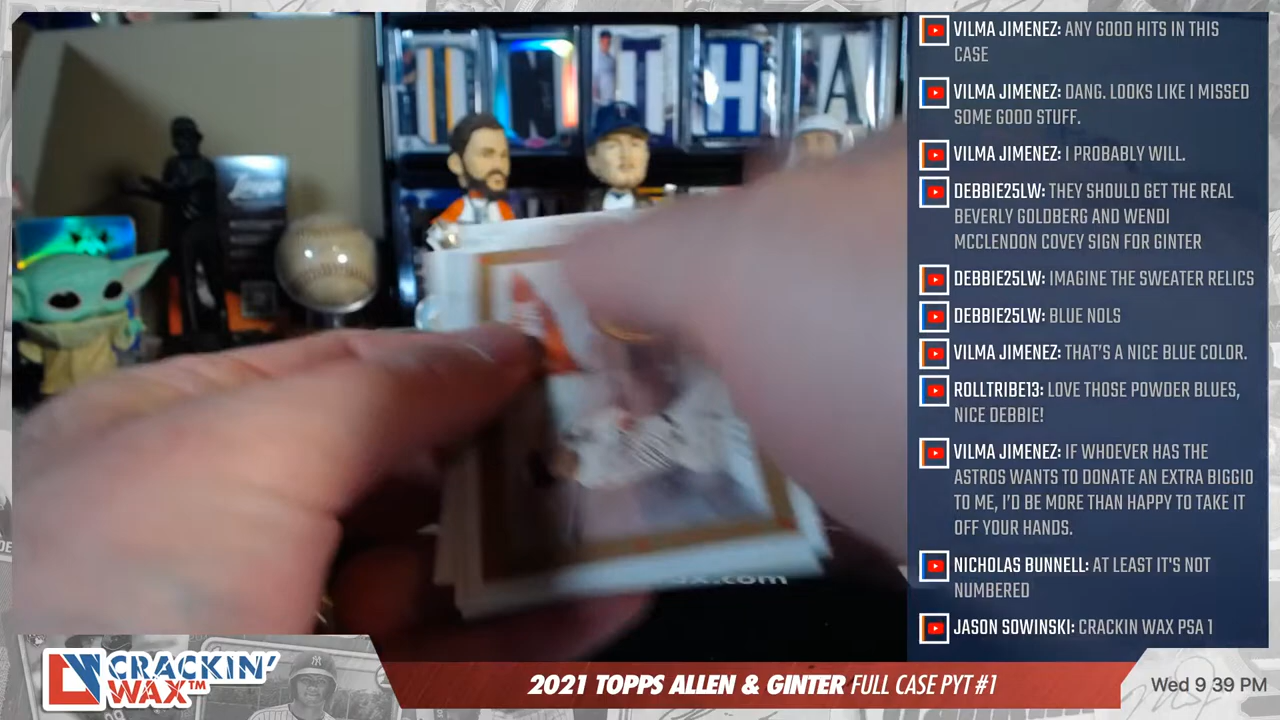 VILMA JIMENEZ: ANY GOOD HITS IN THIS
CASE
VILMA JIMENEZ: DANG. LOOKS LIKE I MISSED
SOME GOOD STUFF.
VILMA JIMENEZ: I PROBABLY WILL.
DEBBIE25LW: THEY SHOULD GET THE REAL
BEVERLY GOLDBERG AND WENDI
MCCLENDON COVEY SIGN FOR GINTER
DEBBIE25LW: IMAGINE THE SWEATER RELICS
DEBBIE25LW: BLUE NOLS
VILMA JIMENEZ: THAT'S A NICE BLUE COLOR.
ROLLTRIBE13: LOVE THOSE POWDER BLUES,
NICE DEBBIE!
VILMA JIMENEZ: IF WHOEVER HAS THE
ASTROS WANTS TO DONATE AN EXTRA BIGGIO
TO ME, I'D BE MORE THAN HAPPY TO TAKE IT
OFF YOUR HANDS.
NICHOLAS BUNNELL: AT LEAST IT'S NOT
NUMBERED
JASON SOWINSKI: CRACKIN WAX PSA 1
T H A
.com
CRACKIN'
WAX™
2021 TOPPS ALLEN & GINTER FULL CASE PYT #1
Wed 9 39 PM